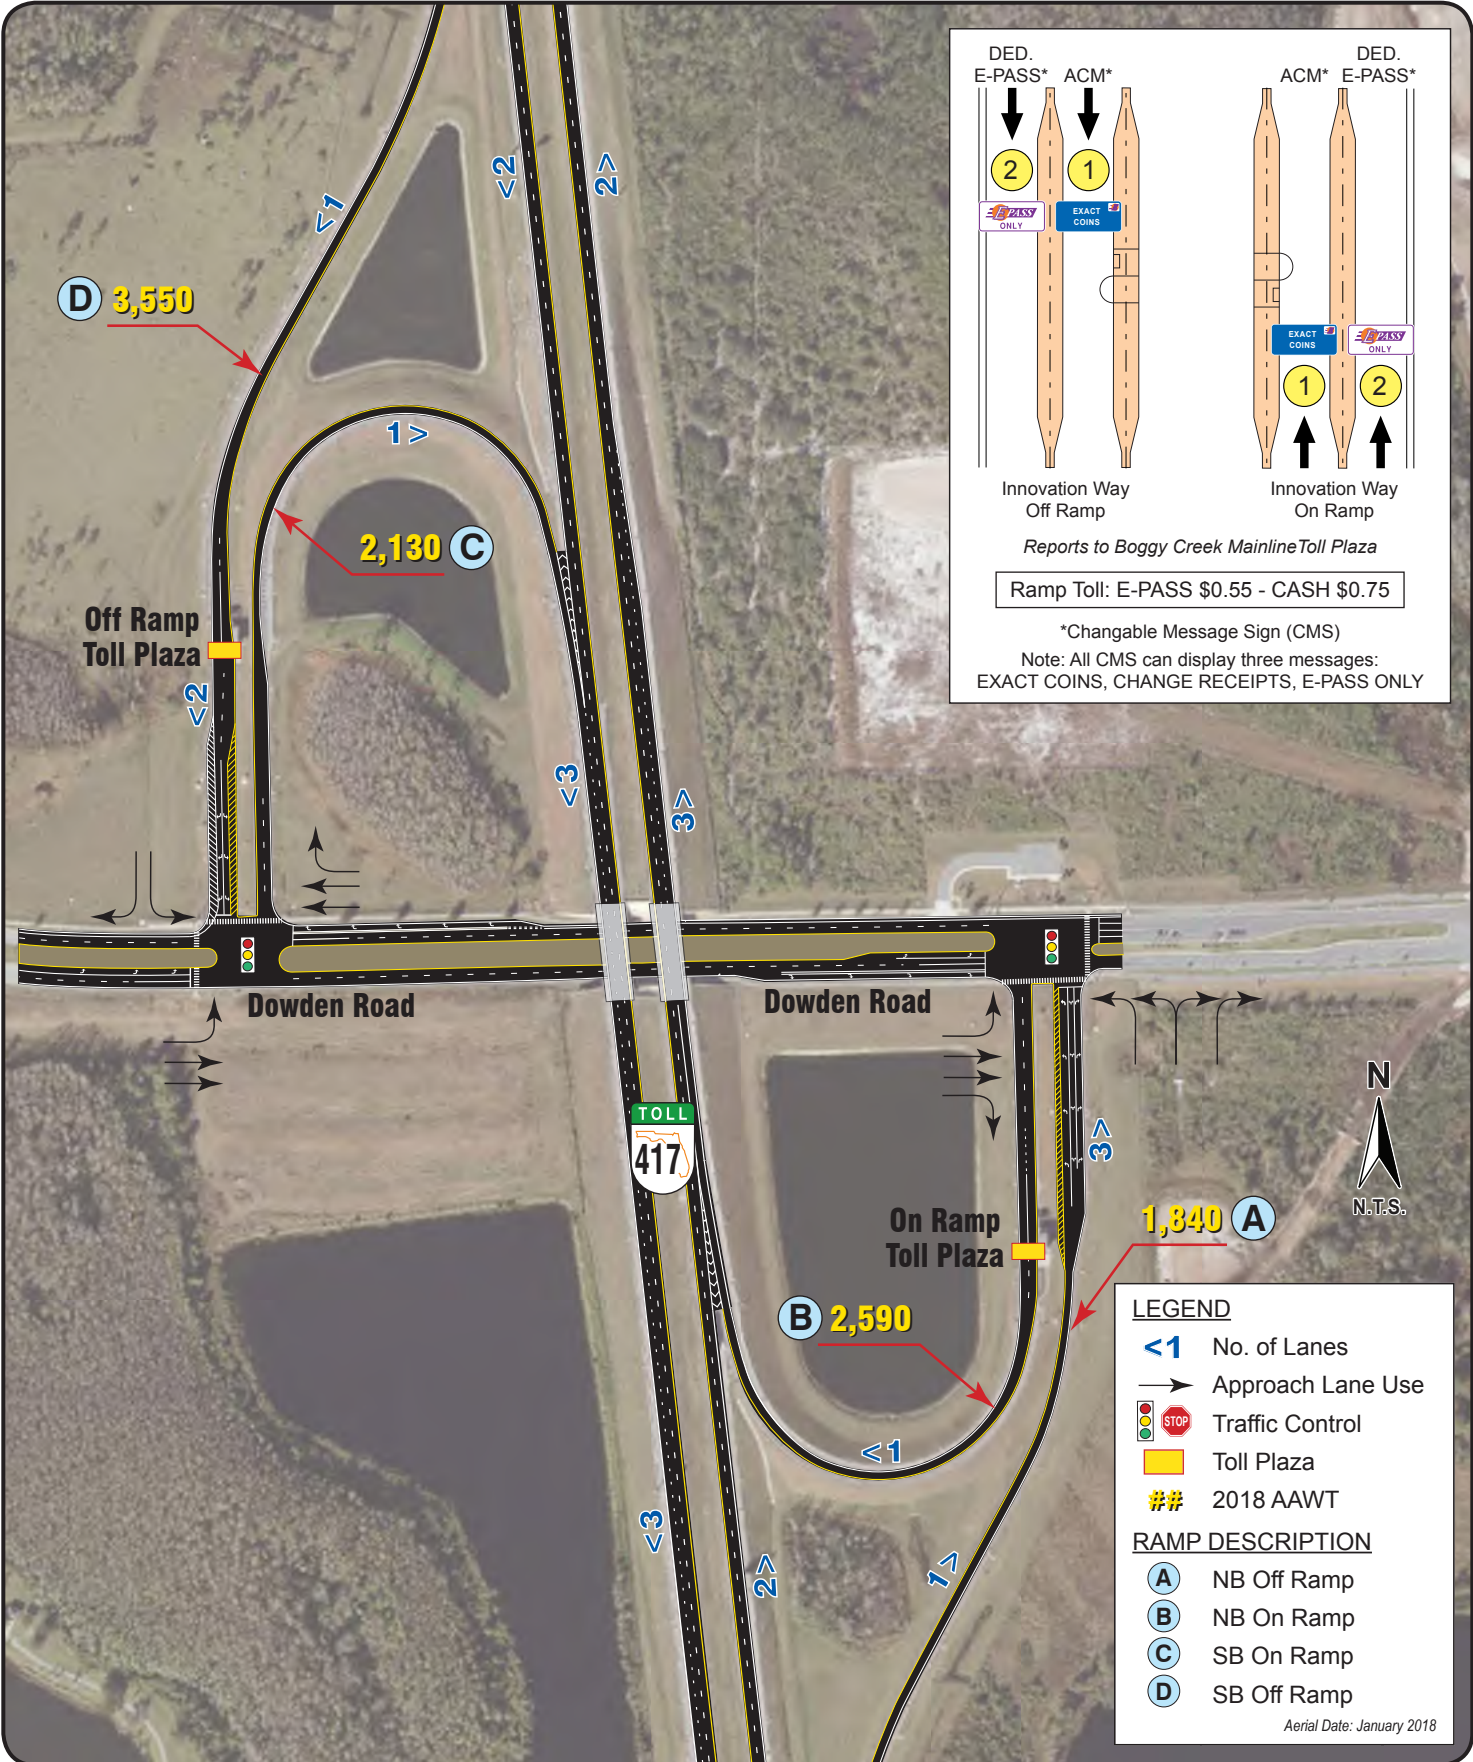 DED.
E-PASS*
ACM*
2
1
E-PASS
ONLY
EXACT
COINS
Innovation Way
Off Ramp
ACM*
DED.
E-PASS*
EXACT
COINS
E-PASS
ONLY
1
2
Innovation Way
On Ramp
Reports to Boggy Creek MainlineToll Plaza
Ramp Toll: E-PASS $0.55 - CASH $0.75
*Changable Message Sign (CMS)
Note: All CMS can display three messages:
EXACT COINS, CHANGE RECEIPTS, E-PASS ONLY
<1
<2
2>
D 3,550
1>
2,130 C
Off Ramp
Toll Plaza
<2
<3
3>
Dowden Road
Dowden Road
TOLL
417
3>
N
N.T.S.
On Ramp
Toll Plaza
1,840 A
B 2,590
<1
<3
2>
1>
LEGEND
<1 No. of Lanes
Approach Lane Use
STOP Traffic Control
Toll Plaza
## 2018 AAWT
RAMP DESCRIPTION
A NB Off Ramp
B NB On Ramp
C SB On Ramp
D SB Off Ramp
Aerial Date: January 2018